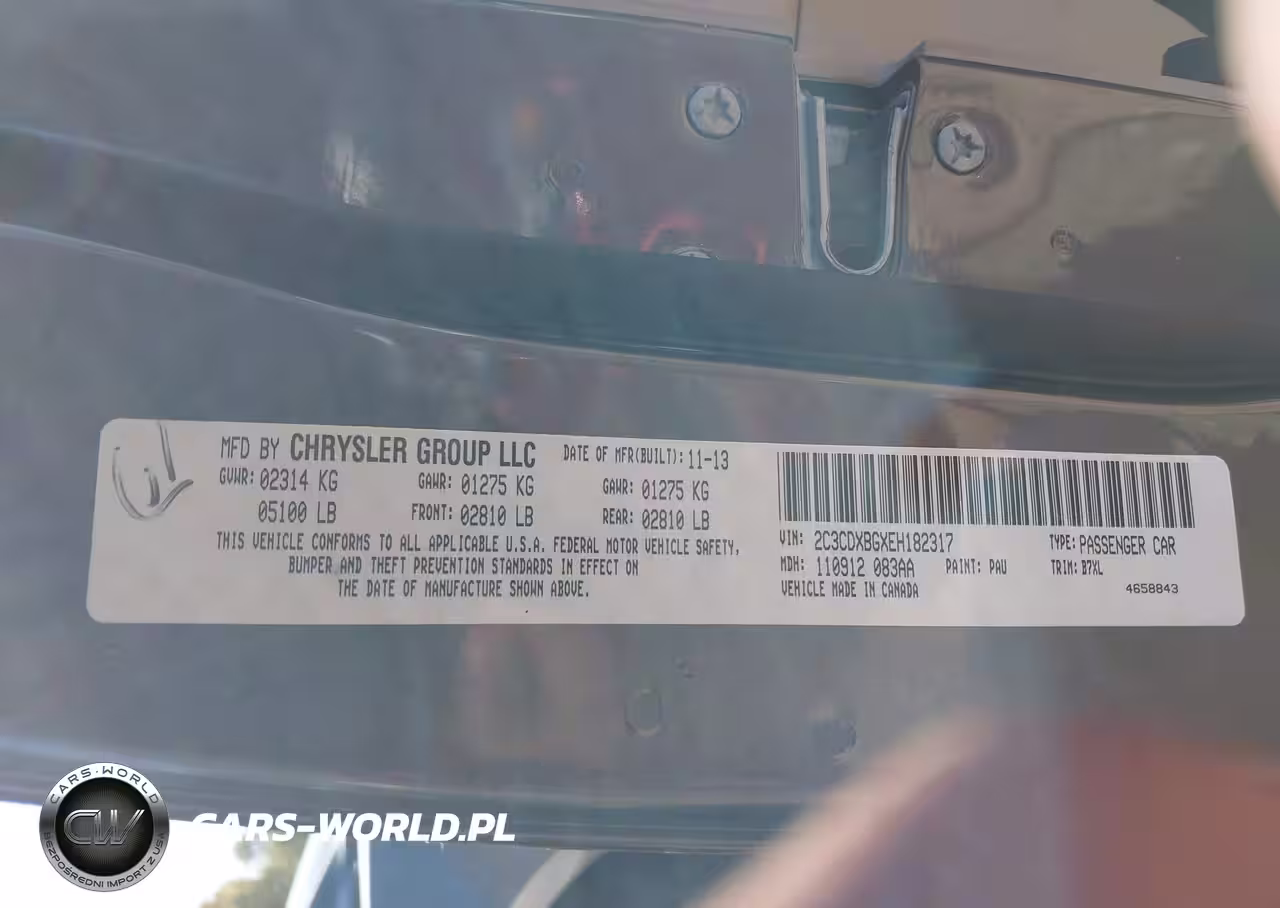 MFD BY CHRYSLER GROUP LLC DATE OF MFR(BUILT): 11-13
GVWR: 02314 KG GAWR: 01275 KG GAWR: 01275 KG
05100 LB FRONT: 02810 LB REAR: 02810 LB
THIS VEHICLE CONFORMS TO ALL APPLICABLE U.S.A. FEDERAL MOTOR VEHICLE SAFETY,
BUMPER AND THEFT PREVENTION STANDARDS IN EFFECT ON
THE DATE OF MANUFACTURE SHOWN ABOVE.
VIN: 2C3CDXBGXEH182317 TYPE: PASSENGER CAR
MDH: 110912 083AA PAINT: PAU TRIM: B7XL
VEHICLE MADE IN CANADA 4658843
CARS-WORLD
CW
BEZPOŚREDNI IMPORT Z USA
CARS-WORLD.PL